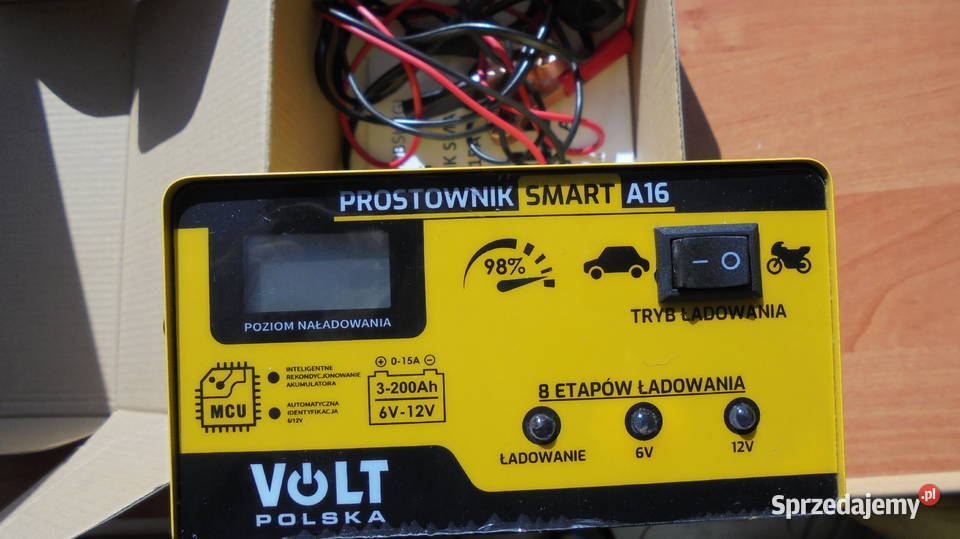 PROSTOWNIK SMART A16
98%
– O
POZIOM NAŁADOWANIA
TRYB ŁADOWANIA
MCU
INTELIGENTNE
REKONDYCJONOWANIE
AKUMULATORA
AUTOMATYCZNA
IDENTYFIKACJA
6/12V
+ 0-15A −
3-200Ah
6V-12V
8 ETAPÓW ŁADOWANIA
ŁADOWANIE
6V
12V
VOLT
POLSKA
Sprzedajemy.pl